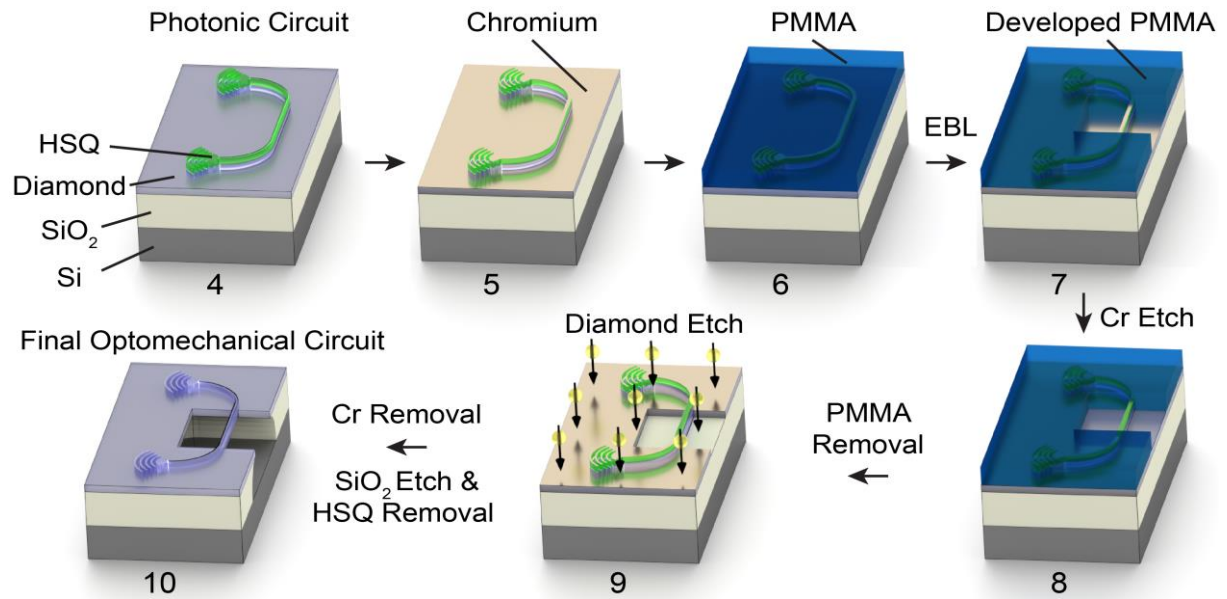 Photonic Circuit
Chromium
PMMA
Developed PMMA
HSQ
Diamond
SiO₂
Si
EBL
4
5
6
7
Cr Etch
Final Optomechanical Circuit
Diamond Etch
Cr Removal
SiO₂ Etch &
HSQ Removal
PMMA
Removal
10
9
8